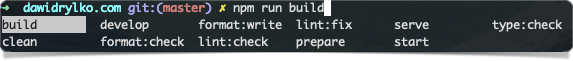 ➜ dawidrylko.com git:(master) ✗ npm run build
build develop format:write lint:fix serve type:check
clean format:check lint:check prepare start